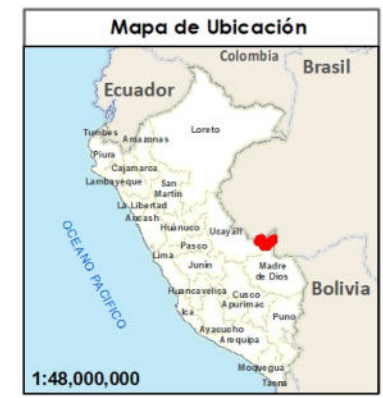 Mapa de Ubicación
Colombia
Brasil
Ecuador
Tumbes
Amazonas
Loreto
Piura
Cajamarca
Lambayeque
San
Martin
La Libertad
Ancash
Huánuco
Ucayali
Pasco
Lima
Junín
Madre
de Dios
OCEANO PACIFICO
Huancavelica
Cusco
Apurimac
Bolivia
Ica
Puno
Ayacucho
Arequipa
Moquegua
Tacna
1:48,000,000